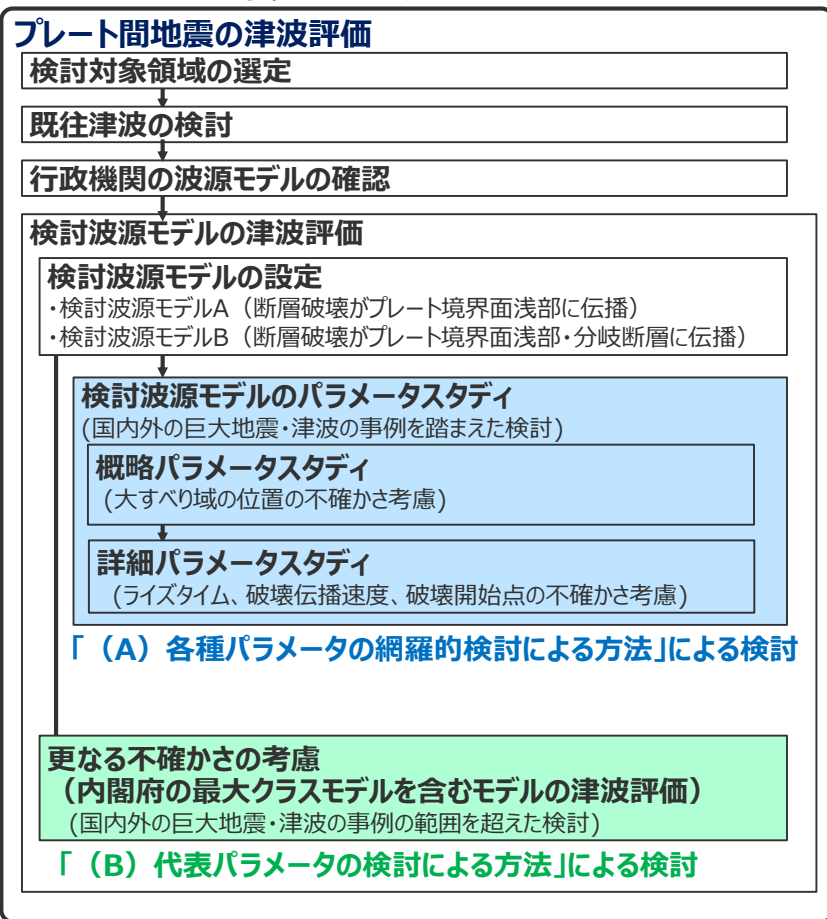 プレート間地震の津波評価
検討対象領域の選定
既往津波の検討
行政機関の波源モデルの確認
検討波源モデルの津波評価
検討波源モデルの設定
・検討波源モデルA（断層破壊がプレート境界面浅部に伝播）
・検討波源モデルB（断層破壊がプレート境界面浅部・分岐断層に伝播）
検討波源モデルのパラメータスタディ
(国内外の巨大地震・津波の事例を踏まえた検討)
概略パラメータスタディ
(大すべり域の位置の不確かさ考慮)
詳細パラメータスタディ
(ライズタイム、破壊伝播速度、破壊開始点の不確かさ考慮)
「（A）各種パラメータの網羅的検討による方法」による検討
更なる不確かさの考慮
（内閣府の最大クラスモデルを含むモデルの津波評価）
(国内外の巨大地震・津波の事例の範囲を超えた検討)
「（B）代表パラメータの検討による方法」による検討